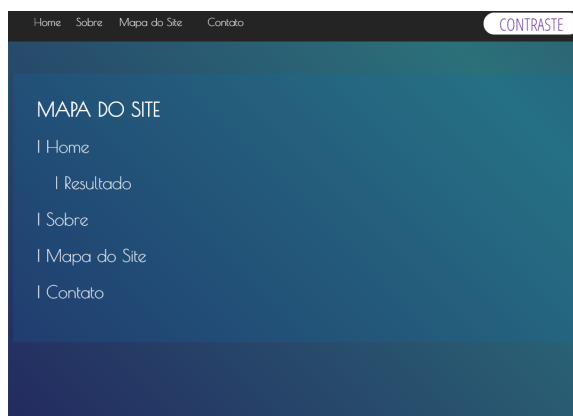 Home Sobre Mapa do Site Contato CONTRASTE
MAPA DO SITE
| Home
| Resultado
| Sobre
| Mapa do Site
| Contato